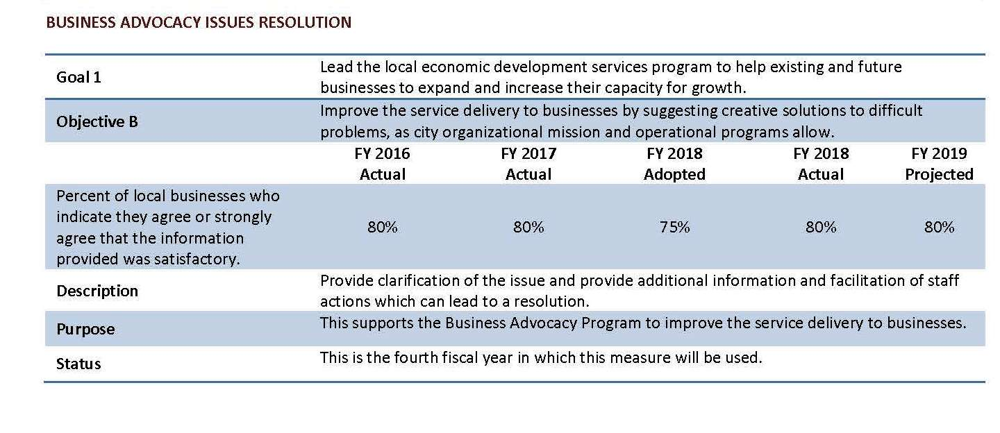 BUSINESS ADVOCACY ISSUES RESOLUTION
Goal 1
Lead the local economic development services program to help existing and future
businesses to expand and increase their capacity for growth.
Objective B
Improve the service delivery to businesses by suggesting creative solutions to difficult
problems, as city organizational mission and operational programs allow.
FY 2016 FY 2017 FY 2018 FY 2018 FY 2019
Actual Actual Adopted Actual Projected
Percent of local businesses who
indicate they agree or strongly
agree that the information
provided was satisfactory.
80% 80% 75% 80% 80%
Description
Provide clarification of the issue and provide additional information and facilitation of staff
actions which can lead to a resolution.
Purpose
This supports the Business Advocacy Program to improve the service delivery to businesses.
Status
This is the fourth fiscal year in which this measure will be used.